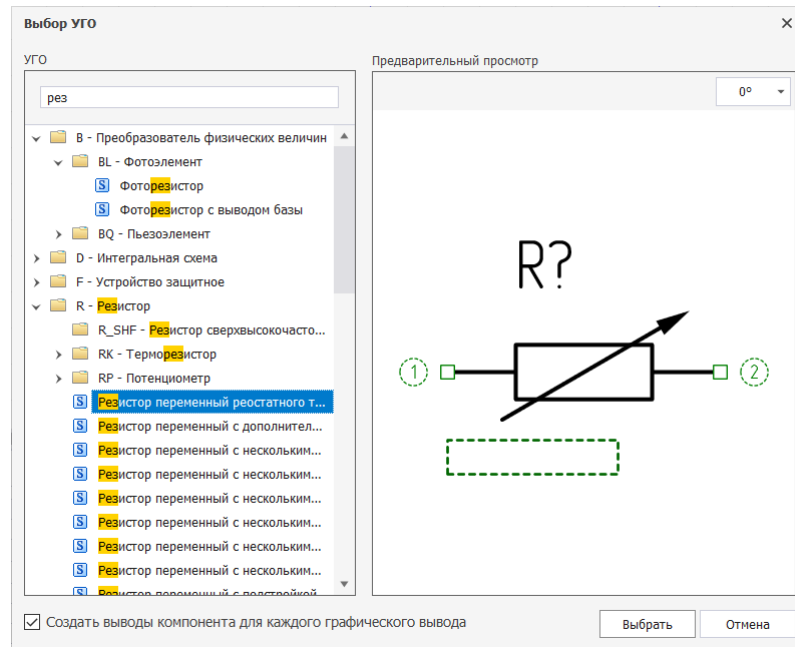 Выбор УГО
УГО
рез
B - Преобразователь физических величин
BL - Фотоэлемент
S Фоторезистор
S Фоторезистор с выводом базы
BQ - Пьезоэлемент
D - Интегральная схема
F - Устройство защитное
R - Резистор
R_SHF - Резистор сверхвысокочасто...
RK - Терморезистор
RP - Потенциометр
S Резистор переменный реостатного т...
S Резистор переменный с дополнител...
S Резистор переменный с нескольким...
S Резистор переменный с нескольким...
S Резистор переменный с нескольким...
S Резистор переменный с нескольким...
S Резистор переменный с нескольким...
S Резистор переменный с нескольким...
S Резистор переменный с подстройкой
Предварительный просмотр
0°
R?
1
2
Создать выводы компонента для каждого графического вывода
Выбрать
Отмена